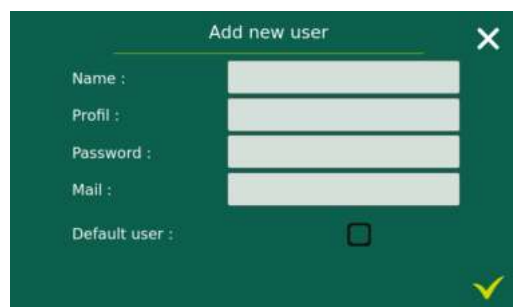 Add new user
Name :
Profil :
Password :
Mail :
Default user :